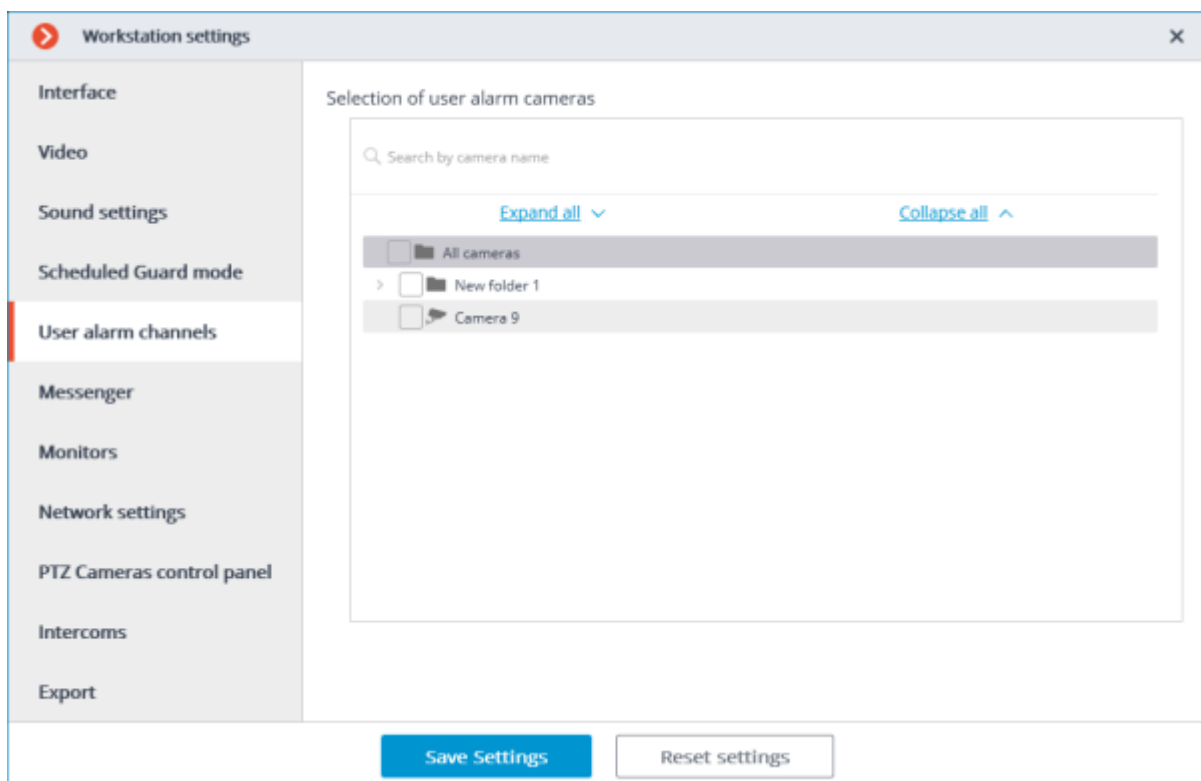 Workstation settings
Interface
Video
Sound settings
Scheduled Guard mode
User alarm channels
Messenger
Monitors
Network settings
PTZ Cameras control panel
Intercoms
Export
Selection of user alarm cameras
Search by camera name
Expand all Collapse all
All cameras
New folder 1
Camera 9
Save Settings Reset settings